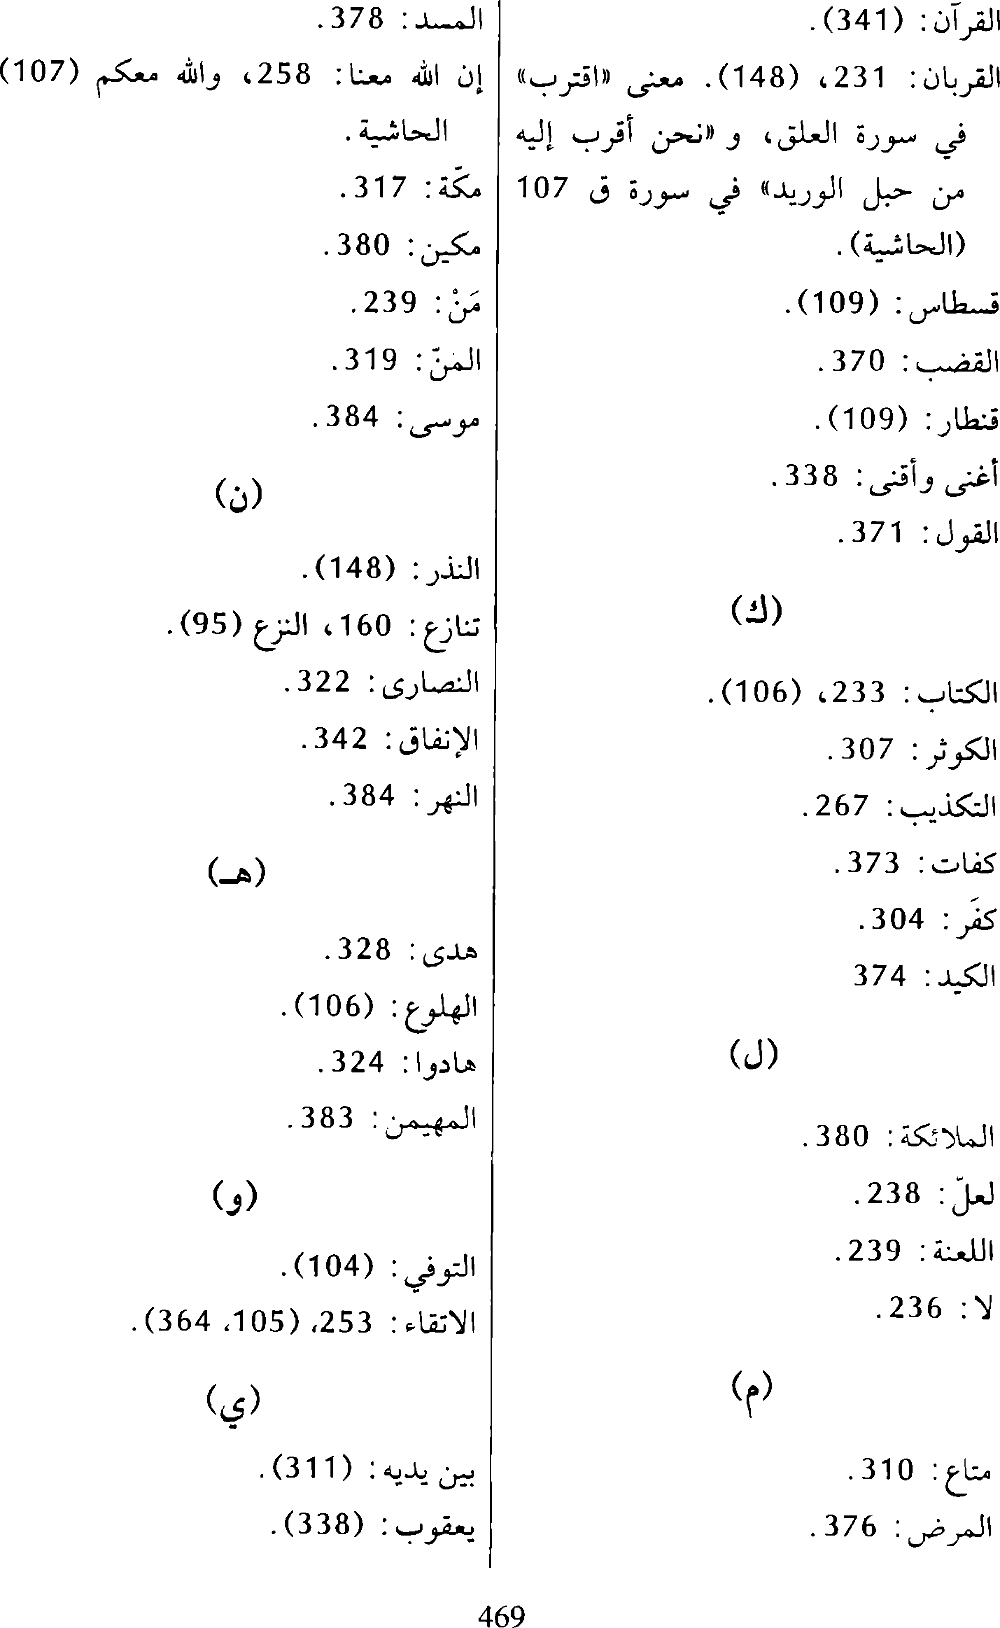 القرآن: (341).
القربان: 231، (148). معنى «اقترب»
في سورة العلق، و «نحن أقرب إليه
من حبل الوريد» في سورة ق 107
(الحاشية).
قسطاس: (109).
القضب: 370.
قنطار: (109).
أغنى وأقنى: 338.
القول: 371.
(ك)
الكتاب: 233، (106).
الكوثر: 307.
التكذيب: 267.
كفات: 373.
كفَر: 304.
الكيد: 374
(ل)
الملائكة: 380.
لعلّ: 238.
اللعنة: 239.
لا: 236.
(م)
متاع: 310.
المرض: 376.
المسد: 378.
إن الله معنا: 258، والله معكم (107)
الحاشية.
مكّة: 317.
مكين: 380.
مَنْ: 239.
المنّ: 319.
موسى: 384.
(ن)
النذر: (148).
تنازع: 160، النزع (95).
النصارى: 322.
الإنفاق: 342.
النهر: 384.
(هـ)
هدى: 328.
الهلوع: (106).
هادوا: 324.
المهيمن: 383.
(و)
التوفي: (104).
الاتقاء: 253، (105، 364).
(ي)
بين يديه: (311).
يعقوب: (338).
469